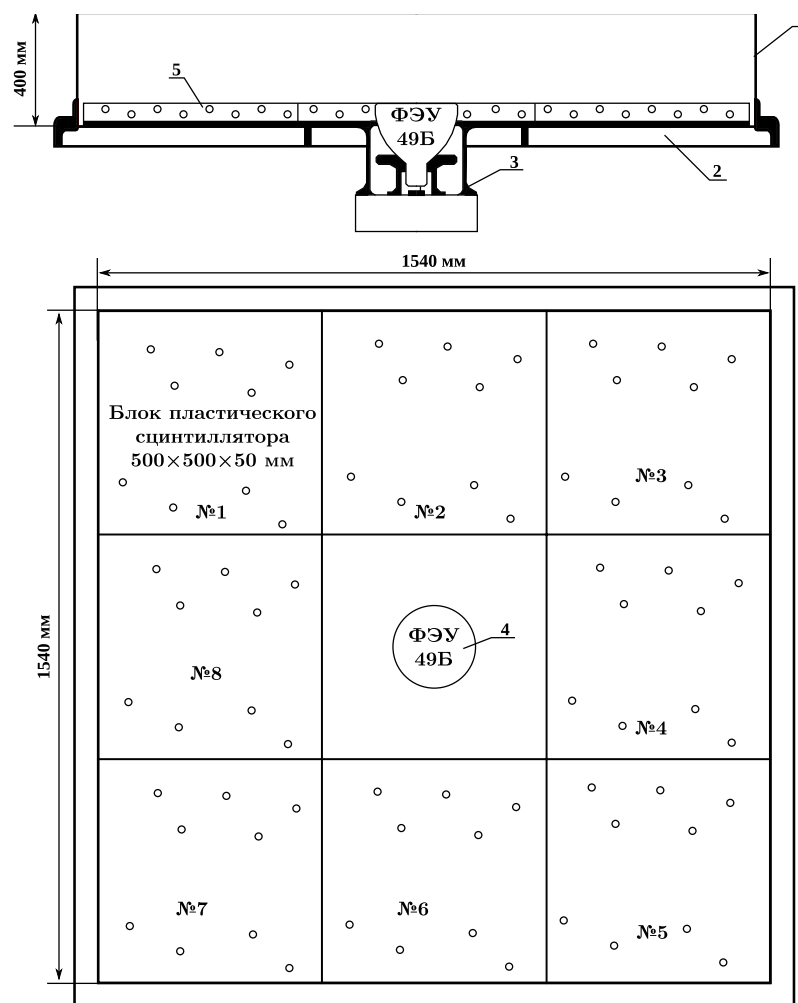 400 мм
5
ФЭУ
49Б
3
2
1540 мм
Блок пластического
сцинтиллятора
500×500×50 мм
№1
№2
№3
1540 мм
ФЭУ
49Б
4
№8
№4
№7
№6
№5